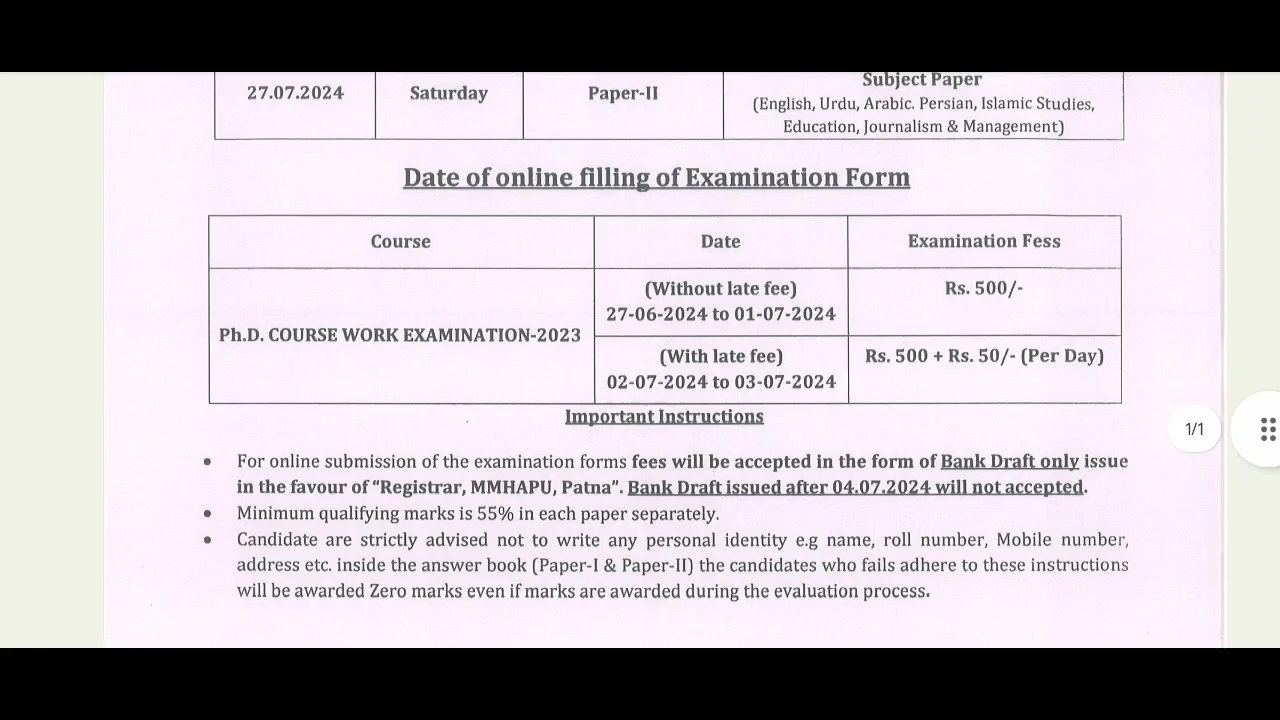 27.07.2024 Saturday Paper-II Subject Paper
(English, Urdu, Arabic. Persian, Islamic Studies,
Education, Journalism & Management)
Date of online filling of Examination Form
Course Date Examination Fess
Ph.D. COURSE WORK EXAMINATION-2023
(Without late fee) Rs. 500/-
27-06-2024 to 01-07-2024
(With late fee) Rs. 500 + Rs. 50/- (Per Day)
02-07-2024 to 03-07-2024
Important Instructions
1/1
• For online submission of the examination forms fees will be accepted in the form of Bank Draft only issue
in the favour of “Registrar, MMHAPU, Patna”. Bank Draft issued after 04.07.2024 will not accepted.
• Minimum qualifying marks is 55% in each paper separately.
• Candidate are strictly advised not to write any personal identity e.g name, roll number, Mobile number,
address etc. inside the answer book (Paper-I & Paper-II) the candidates who fails adhere to these instructions
will be awarded Zero marks even if marks are awarded during the evaluation process.